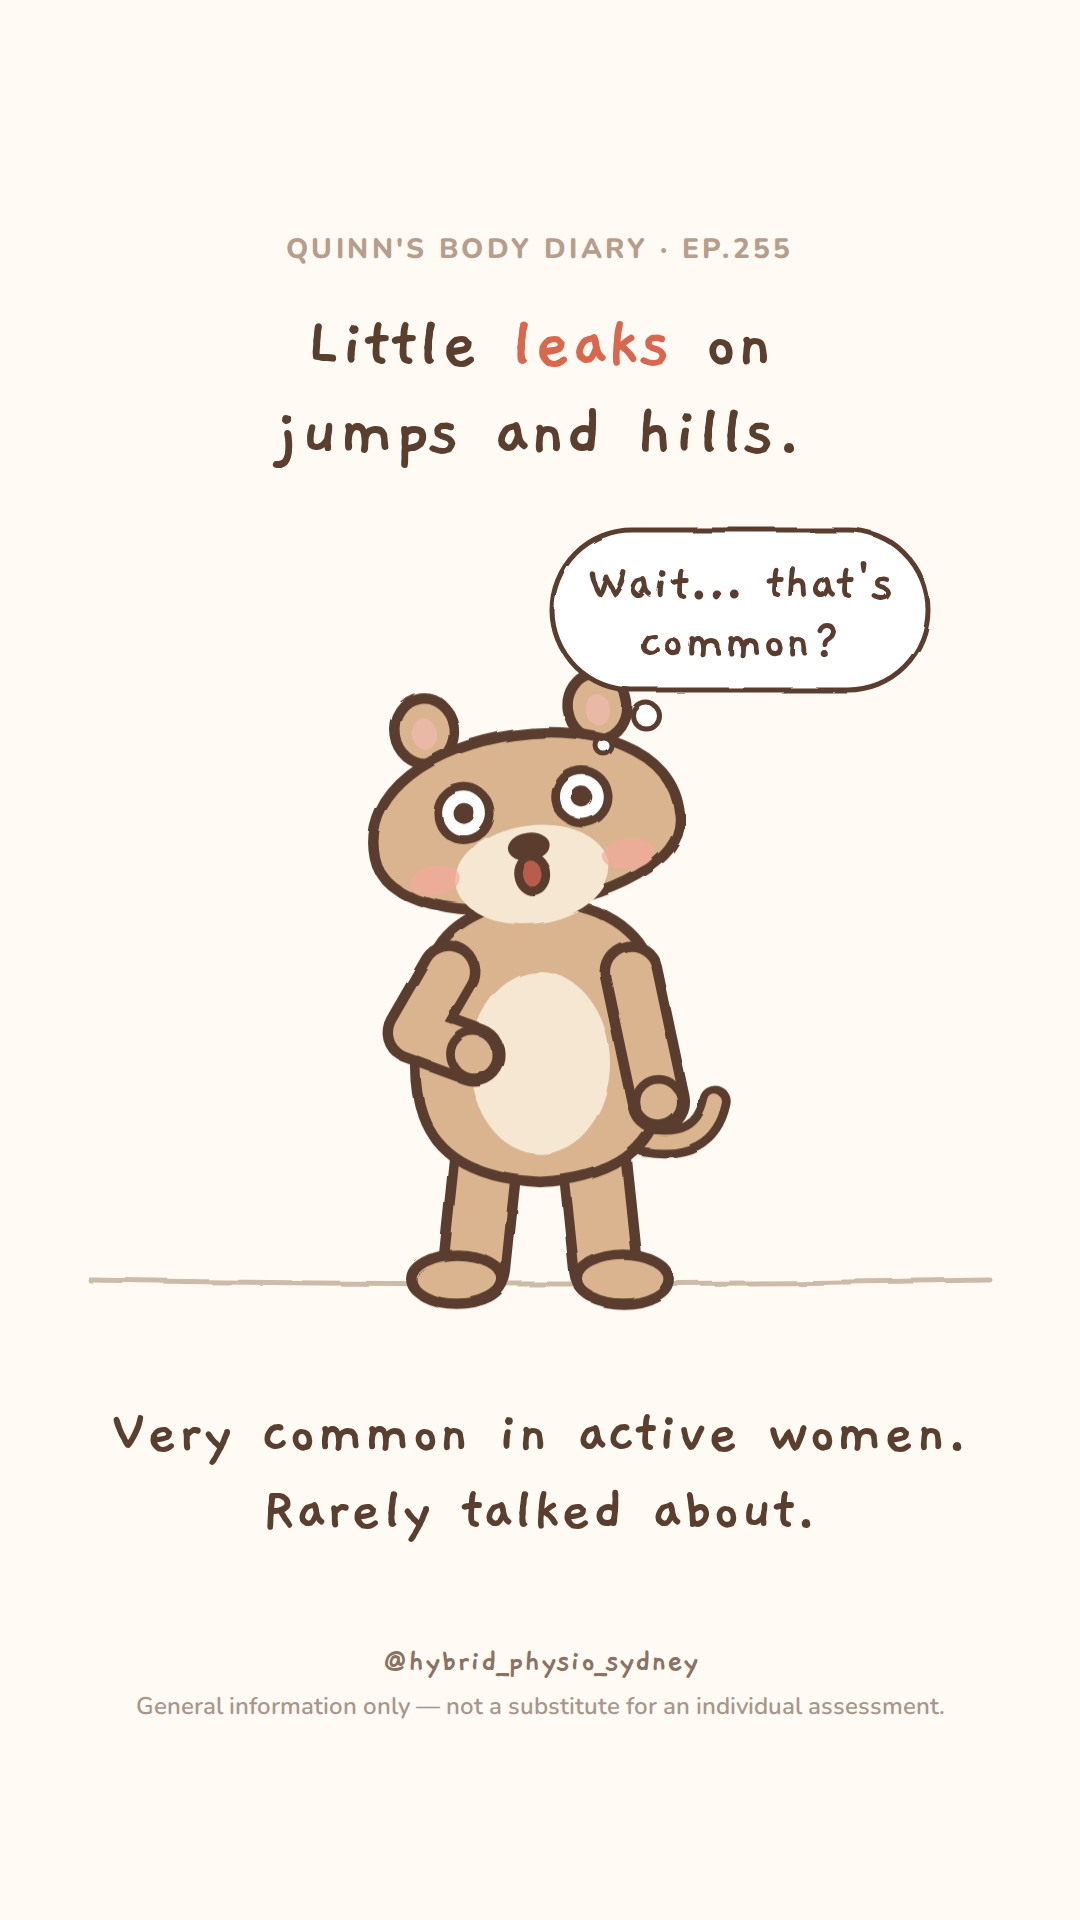 QUINN'S BODY DIARY · EP.255
Little leaks on
jumps and hills.
Wait... that's
common?
Very common in active women.
Rarely talked about.
@hybrid_physio_sydney
General information only — not a substitute for an individual assessment.